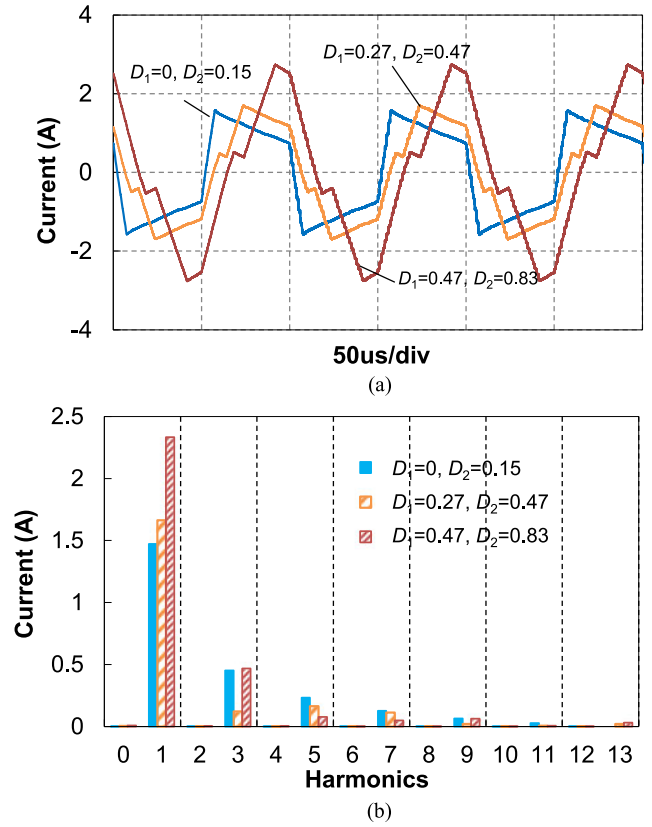 4
2
0
-2
-4
Current (A)
D1=0, D2=0.15
D1=0.27, D2=0.47
D1=0.47, D2=0.83
50us/div
(a)
2.5
2
1.5
1
0.5
0
Current (A)
D1=0, D2=0.15
D1=0.27, D2=0.47
D1=0.47, D2=0.83
0 1 2 3 4 5 6 7 8 9 10 11 12 13
Harmonics
(b)